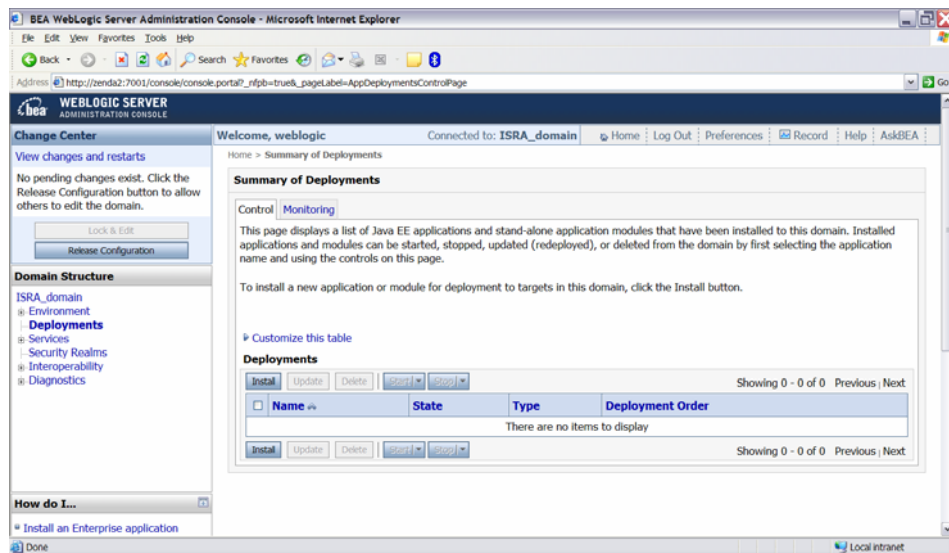 BEA WebLogic Server Administration Console - Microsoft Internet Explorer
File Edit View Favorites Tools Help
Back Search Favorites
Address http://zenda2:7001/console/console.portal?_nfpb=true&_pageLabel=AppDeploymentsControlPage Go
bea WEBLOGIC SERVER
ADMINISTRATION CONSOLE
Change Center
View changes and restarts
No pending changes exist. Click the
Release Configuration button to allow
others to edit the domain.
Lock & Edit
Release Configuration
Domain Structure
ISRA_domain
Environment
Deployments
Services
Security Realms
Interoperability
Diagnostics
How do I...
Install an Enterprise application
Welcome, weblogic Connected to: ISRA_domain Home Log Out Preferences Record Help AskBEA
Home > Summary of Deployments
Summary of Deployments
Control Monitoring
This page displays a list of Java EE applications and stand-alone application modules that have been installed to this domain. Installed
applications and modules can be started, stopped, updated (redeployed), or deleted from the domain by first selecting the application
name and using the controls on this page.
To install a new application or module for deployment to targets in this domain, click the Install button.
Customize this table
Deployments
Install Update Delete Start Stop Showing 0 - 0 of 0 Previous | Next
Name State Type Deployment Order
There are no items to display
Install Update Delete Start Stop Showing 0 - 0 of 0 Previous | Next
Done Local intranet